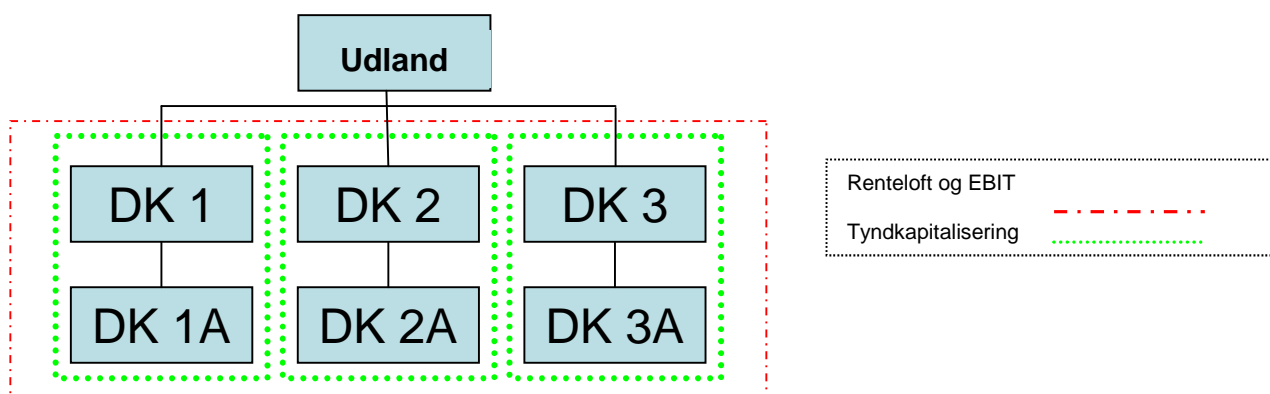 Udland
DK 1
DK 2
DK 3
DK 1A
DK 2A
DK 3A
Renteloft og EBIT
Tyndkapitalisering